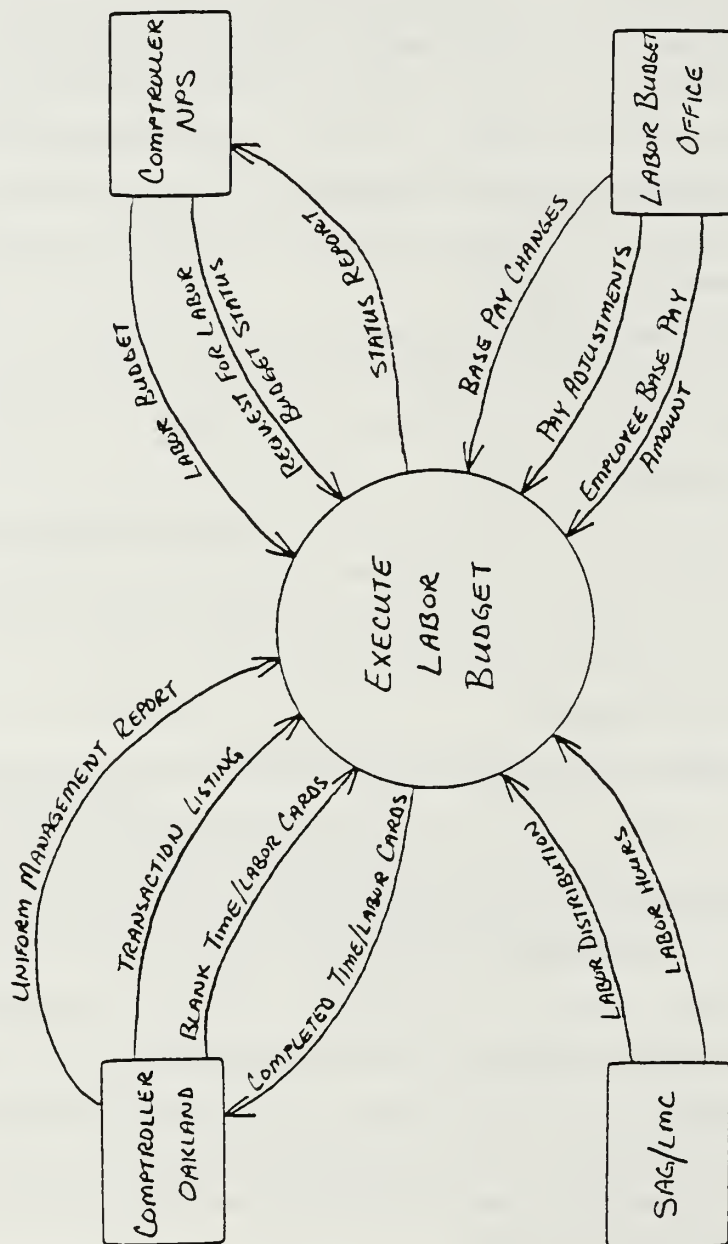 COMPTROLLER
OAKLAND
UNIFORM MANAGEMENT REPORT
TRANSACTION LISTING
BLANK TIME/LABOR CARDS
COMPLETED TIME/LABOR CARDS
COMPTROLLER
NPS
LABOR BUDGET
REQUEST FOR LABOR
BUDGET STATUS
STATUS REPORT
EXECUTE
LABOR
BUDGET
SAG/LMC
LABOR DISTRIBUTION
LABOR HOURS
LABOR BUDGET
OFFICE
BASE PAY CHANGES
PAY ADJUSTMENTS
EMPLOYEE BASE PAY
AMOUNT